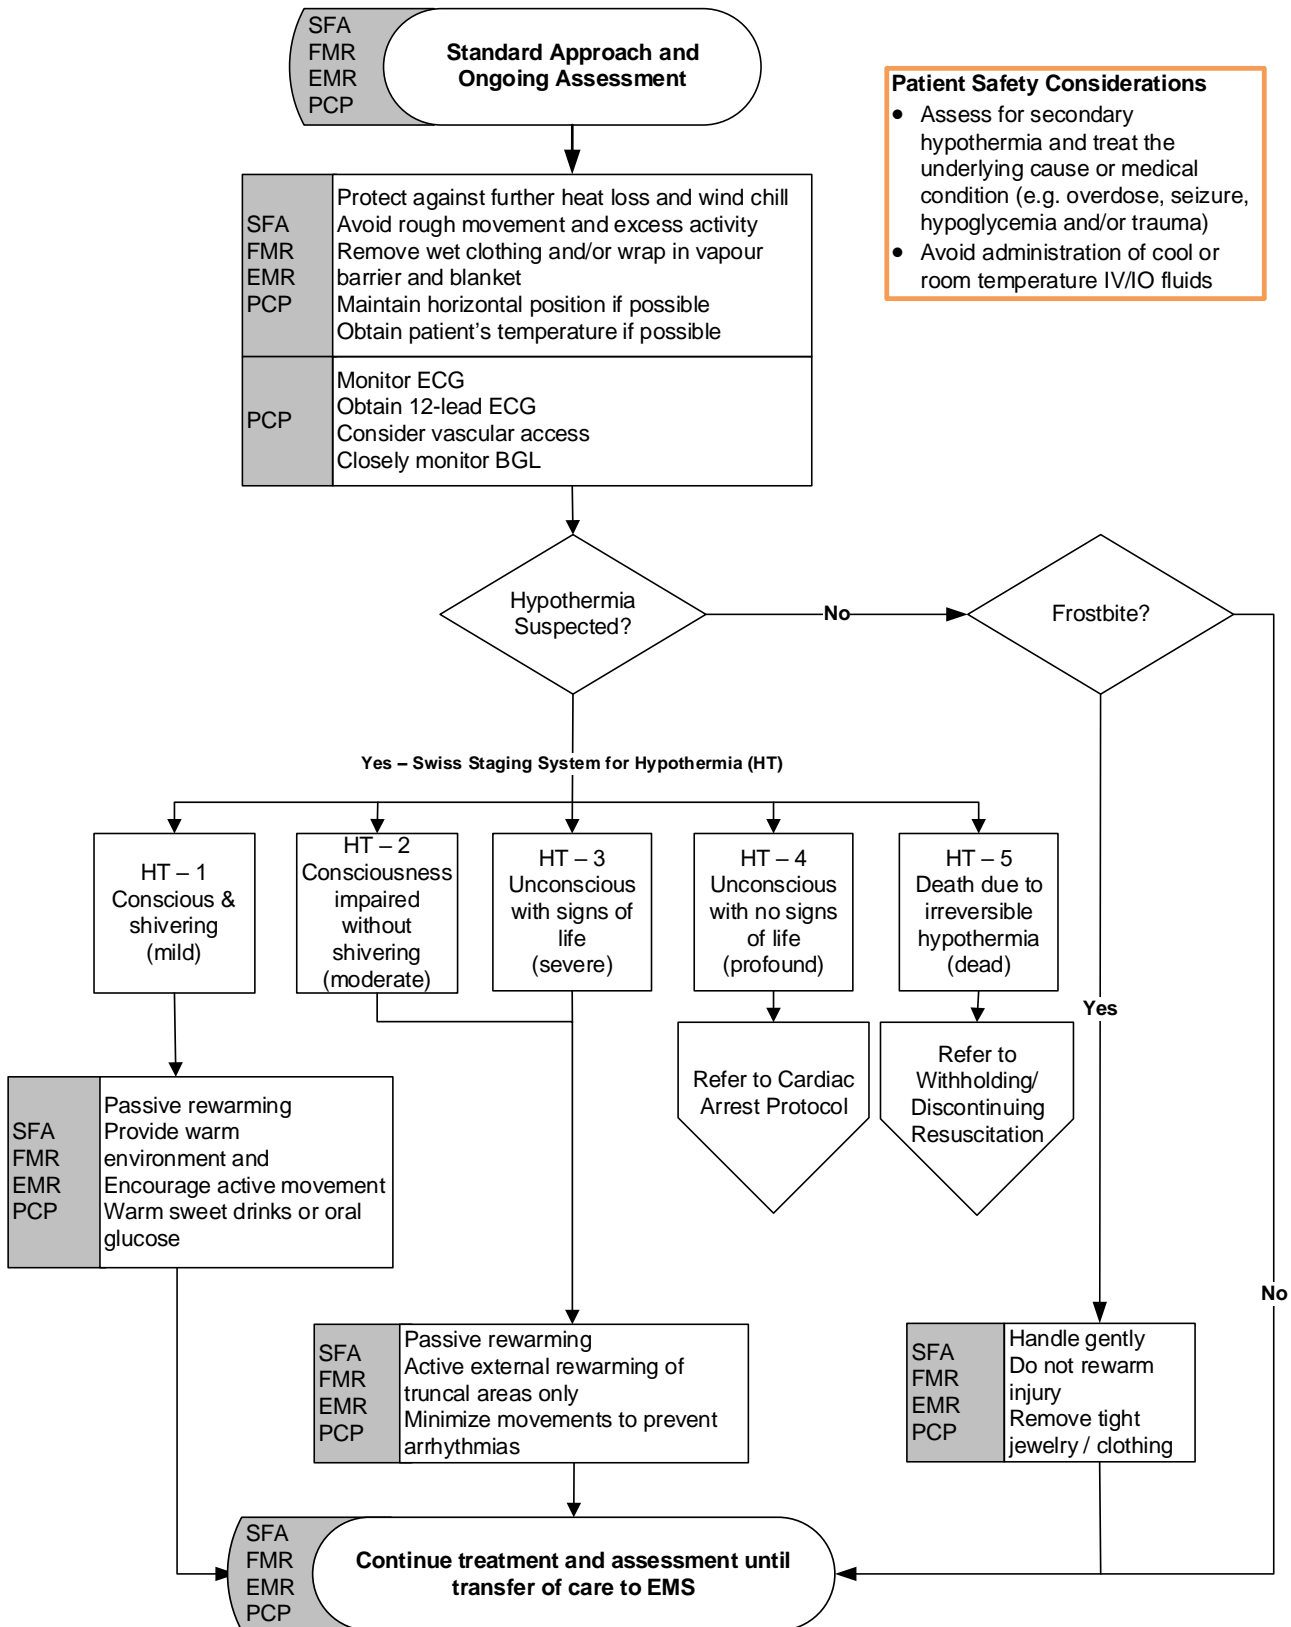 SFA
FMR
EMR
PCP
Standard Approach and
Ongoing Assessment
Patient Safety Considerations
• Assess for secondary
hypothermia and treat the
underlying cause or medical
condition (e.g. overdose, seizure,
hypoglycemia and/or trauma)
• Avoid administration of cool or
room temperature IV/IO fluids
SFA
FMR
EMR
PCP
Protect against further heat loss and wind chill
Avoid rough movement and excess activity
Remove wet clothing and/or wrap in vapour
barrier and blanket
Maintain horizontal position if possible
Obtain patient's temperature if possible
PCP
Monitor ECG
Obtain 12-lead ECG
Consider vascular access
Closely monitor BGL
Hypothermia
Suspected?
No
Frostbite?
Yes – Swiss Staging System for Hypothermia (HT)
HT – 1
Conscious &
shivering
(mild)
HT – 2
Consciousness
impaired
without
shivering
(moderate)
HT – 3
Unconscious
with signs of
life
(severe)
HT – 4
Unconscious
with no signs
of life
(profound)
HT – 5
Death due to
irreversible
hypothermia
(dead)
Yes
Refer to Cardiac
Arrest Protocol
Refer to
Withholding/
Discontinuing
Resuscitation
SFA
FMR
EMR
PCP
Passive rewarming
Provide warm
environment and
Encourage active movement
Warm sweet drinks or oral
glucose
No
SFA
FMR
EMR
PCP
Passive rewarming
Active external rewarming of
truncal areas only
Minimize movements to prevent
arrhythmias
SFA
FMR
EMR
PCP
Handle gently
Do not rewarm
injury
Remove tight
jewelry / clothing
SFA
FMR
EMR
PCP
Continue treatment and assessment until
transfer of care to EMS